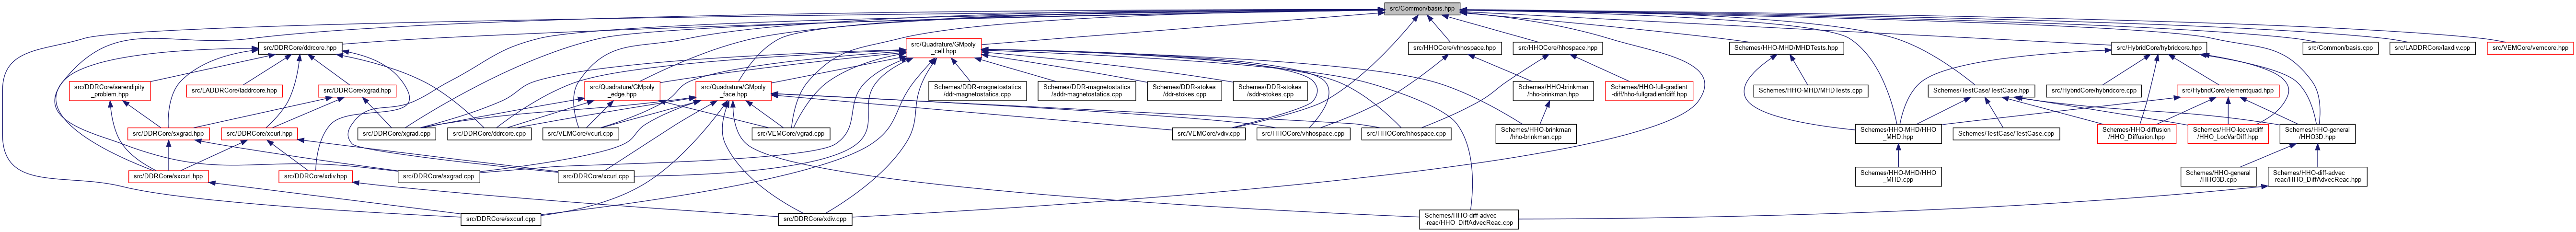 src/Common/basis.hpp
src/DDRCore/ddrcore.hpp
src/Quadrature/GMpoly
_cell.hpp
src/HHOCore/vhhospace.hpp
src/HHOCore/hhospace.hpp
Schemes/HHO-MHD/MHDTests.hpp
src/HybridCore/hybridcore.hpp
src/Common/basis.cpp
src/LADDRCore/laxdiv.cpp
src/VEMCore/vemcore.hpp
src/DDRCore/serendipity
_problem.hpp
src/LADDRCore/laddrcore.hpp
src/DDRCore/xgrad.hpp
src/Quadrature/GMpoly
_edge.hpp
src/Quadrature/GMpoly
_face.hpp
Schemes/DDR-magnetostatics
/ddr-magnetostatics.cpp
Schemes/DDR-magnetostatics
/sddr-magnetostatics.cpp
Schemes/DDR-stokes
/ddr-stokes.cpp
Schemes/DDR-stokes
/sddr-stokes.cpp
Schemes/HHO-brinkman
/hho-brinkman.hpp
Schemes/HHO-full-gradient
-diff/hho-fullgradientdiff.hpp
Schemes/HHO-MHD/MHDTests.cpp
Schemes/TestCase/TestCase.hpp
src/HybridCore/hybridcore.cpp
src/HybridCore/elementquad.hpp
src/DDRCore/sxgrad.hpp
src/DDRCore/xcurl.hpp
src/DDRCore/xgrad.cpp
src/DDRCore/ddrcore.cpp
src/VEMCore/vcurl.cpp
src/VEMCore/vgrad.cpp
src/VEMCore/vdiv.cpp
src/HHOCore/vhhospace.cpp
src/HHOCore/hhospace.cpp
Schemes/HHO-brinkman
/hho-brinkman.cpp
Schemes/HHO-MHD/HHO
_MHD.hpp
Schemes/TestCase/TestCase.cpp
Schemes/HHO-diffusion
/HHO_Diffusion.hpp
Schemes/HHO-locvardiff
/HHO_LocVarDiff.hpp
Schemes/HHO-general
/HHO3D.hpp
src/DDRCore/sxcurl.hpp
src/DDRCore/xdiv.hpp
src/DDRCore/sxgrad.cpp
src/DDRCore/xcurl.cpp
Schemes/HHO-MHD/HHO
_MHD.cpp
Schemes/HHO-general
/HHO3D.cpp
Schemes/HHO-diff-advec
-reac/HHO_DiffAdvecReac.hpp
src/DDRCore/sxcurl.cpp
src/DDRCore/xdiv.cpp
Schemes/HHO-diff-advec
-reac/HHO_DiffAdvecReac.cpp